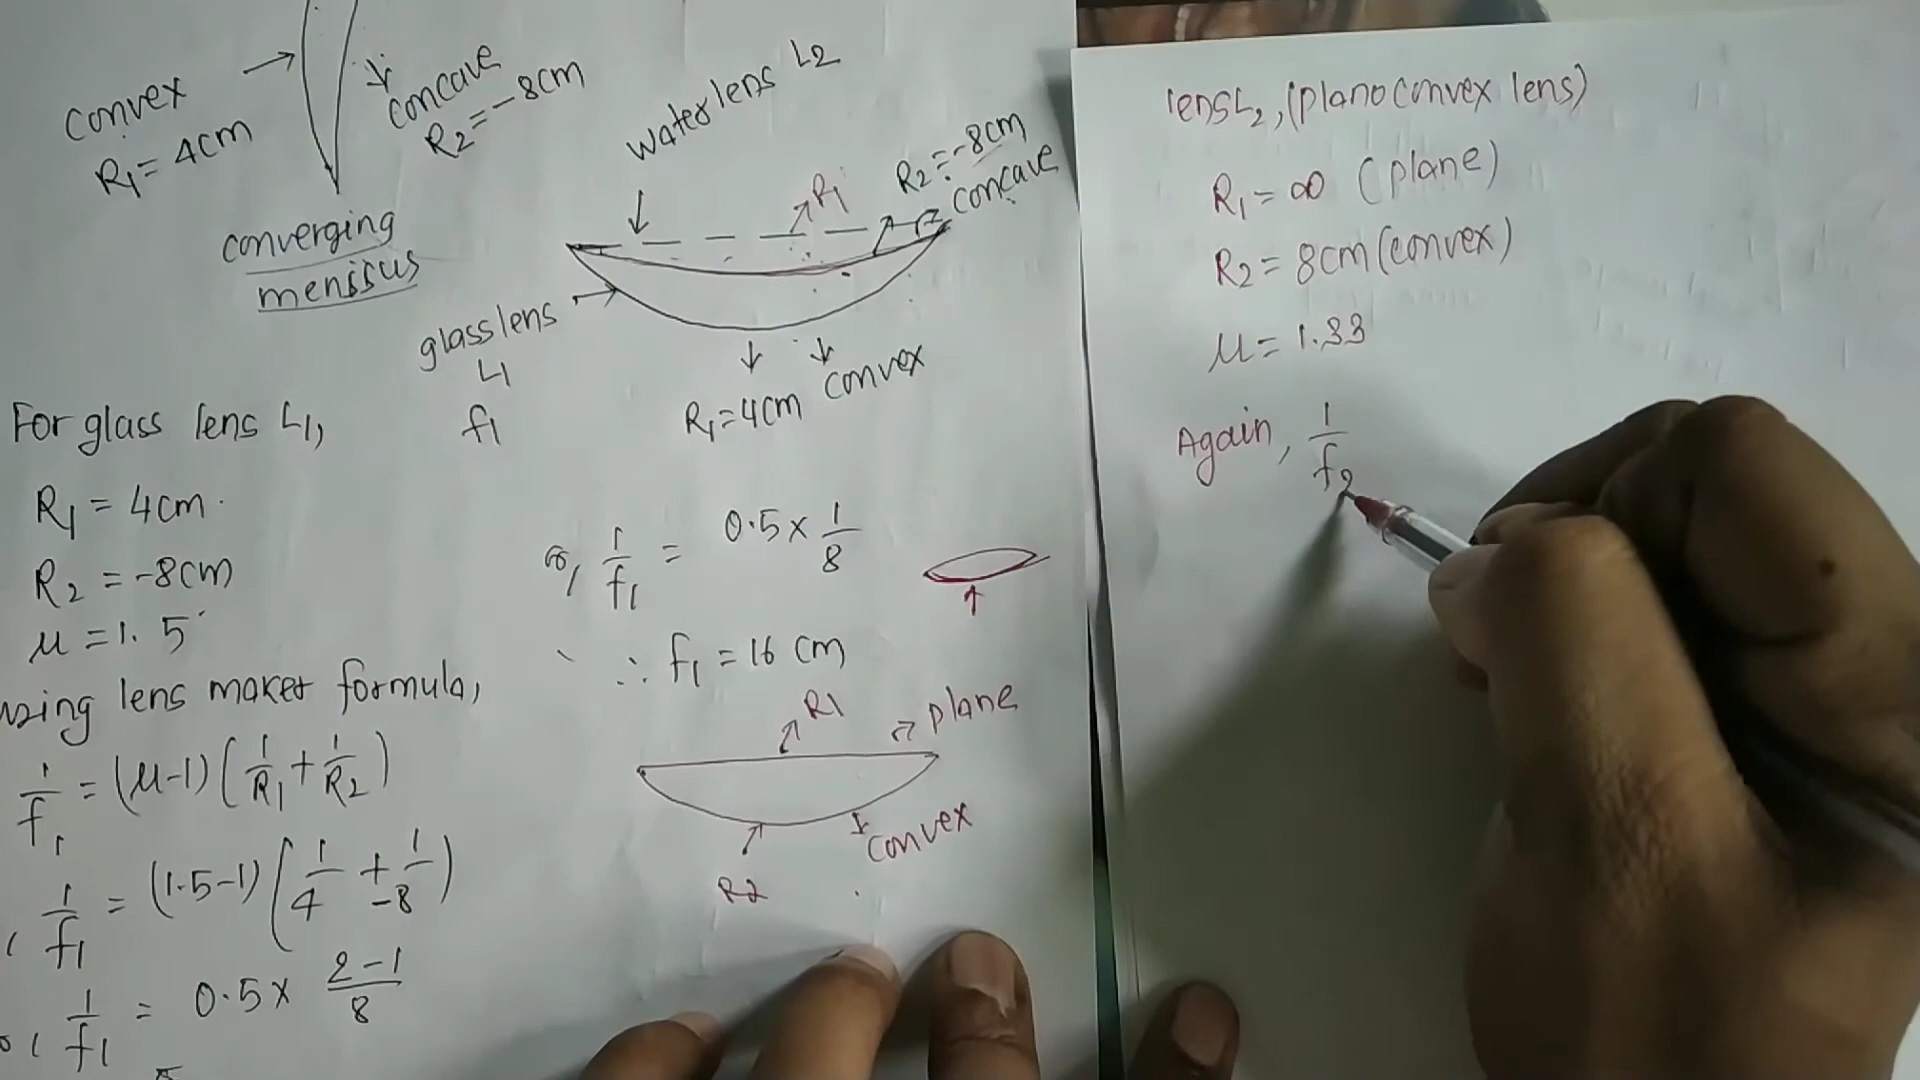 convex
R1 = 4cm
concave
R2 = -8cm
converging
menisus
water lens L2
R1
R2 = -8cm
concave
glass lens
L1
f1
R1 = 4cm
convex
For glass lens L1,
R1 = 4cm.
R2 = -8cm
μ = 1.5
using lens maker formula,
1/f1 = (μ-1)(1/R1 + 1/R2)
1/f1 = (1.5-1)(1/4 + 1/-8)
or, 1/f1 = 0.5 × 2-1/8
or, 1/f1 = 0.5 × 1/8
∴ f1 = 16 cm
R1
plane
convex
R2
lens L2, (plano convex lens)
R1 = ∞ (plane)
R2 = 8cm (convex)
μ = 1.33
Again, 1/f2